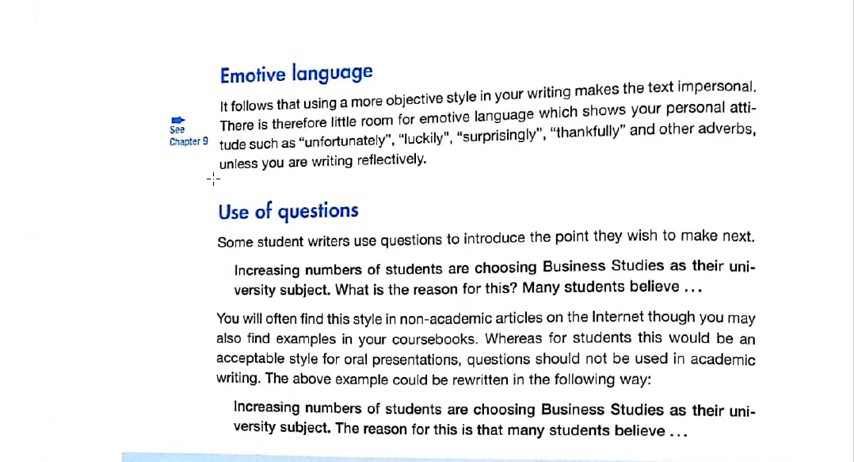 Emotive language
It follows that using a more objective style in your writing makes the text impersonal.
There is therefore little room for emotive language which shows your personal atti-
See
Chapter 9
tude such as “unfortunately”, “luckily”, “surprisingly”, “thankfully” and other adverbs,
unless you are writing reflectively.
Use of questions
Some student writers use questions to introduce the point they wish to make next.
Increasing numbers of students are choosing Business Studies as their uni-
versity subject. What is the reason for this? Many students believe ...
You will often find this style in non-academic articles on the Internet though you may
also find examples in your coursebooks. Whereas for students this would be an
acceptable style for oral presentations, questions should not be used in academic
writing. The above example could be rewritten in the following way:
Increasing numbers of students are choosing Business Studies as their uni-
versity subject. The reason for this is that many students believe ...